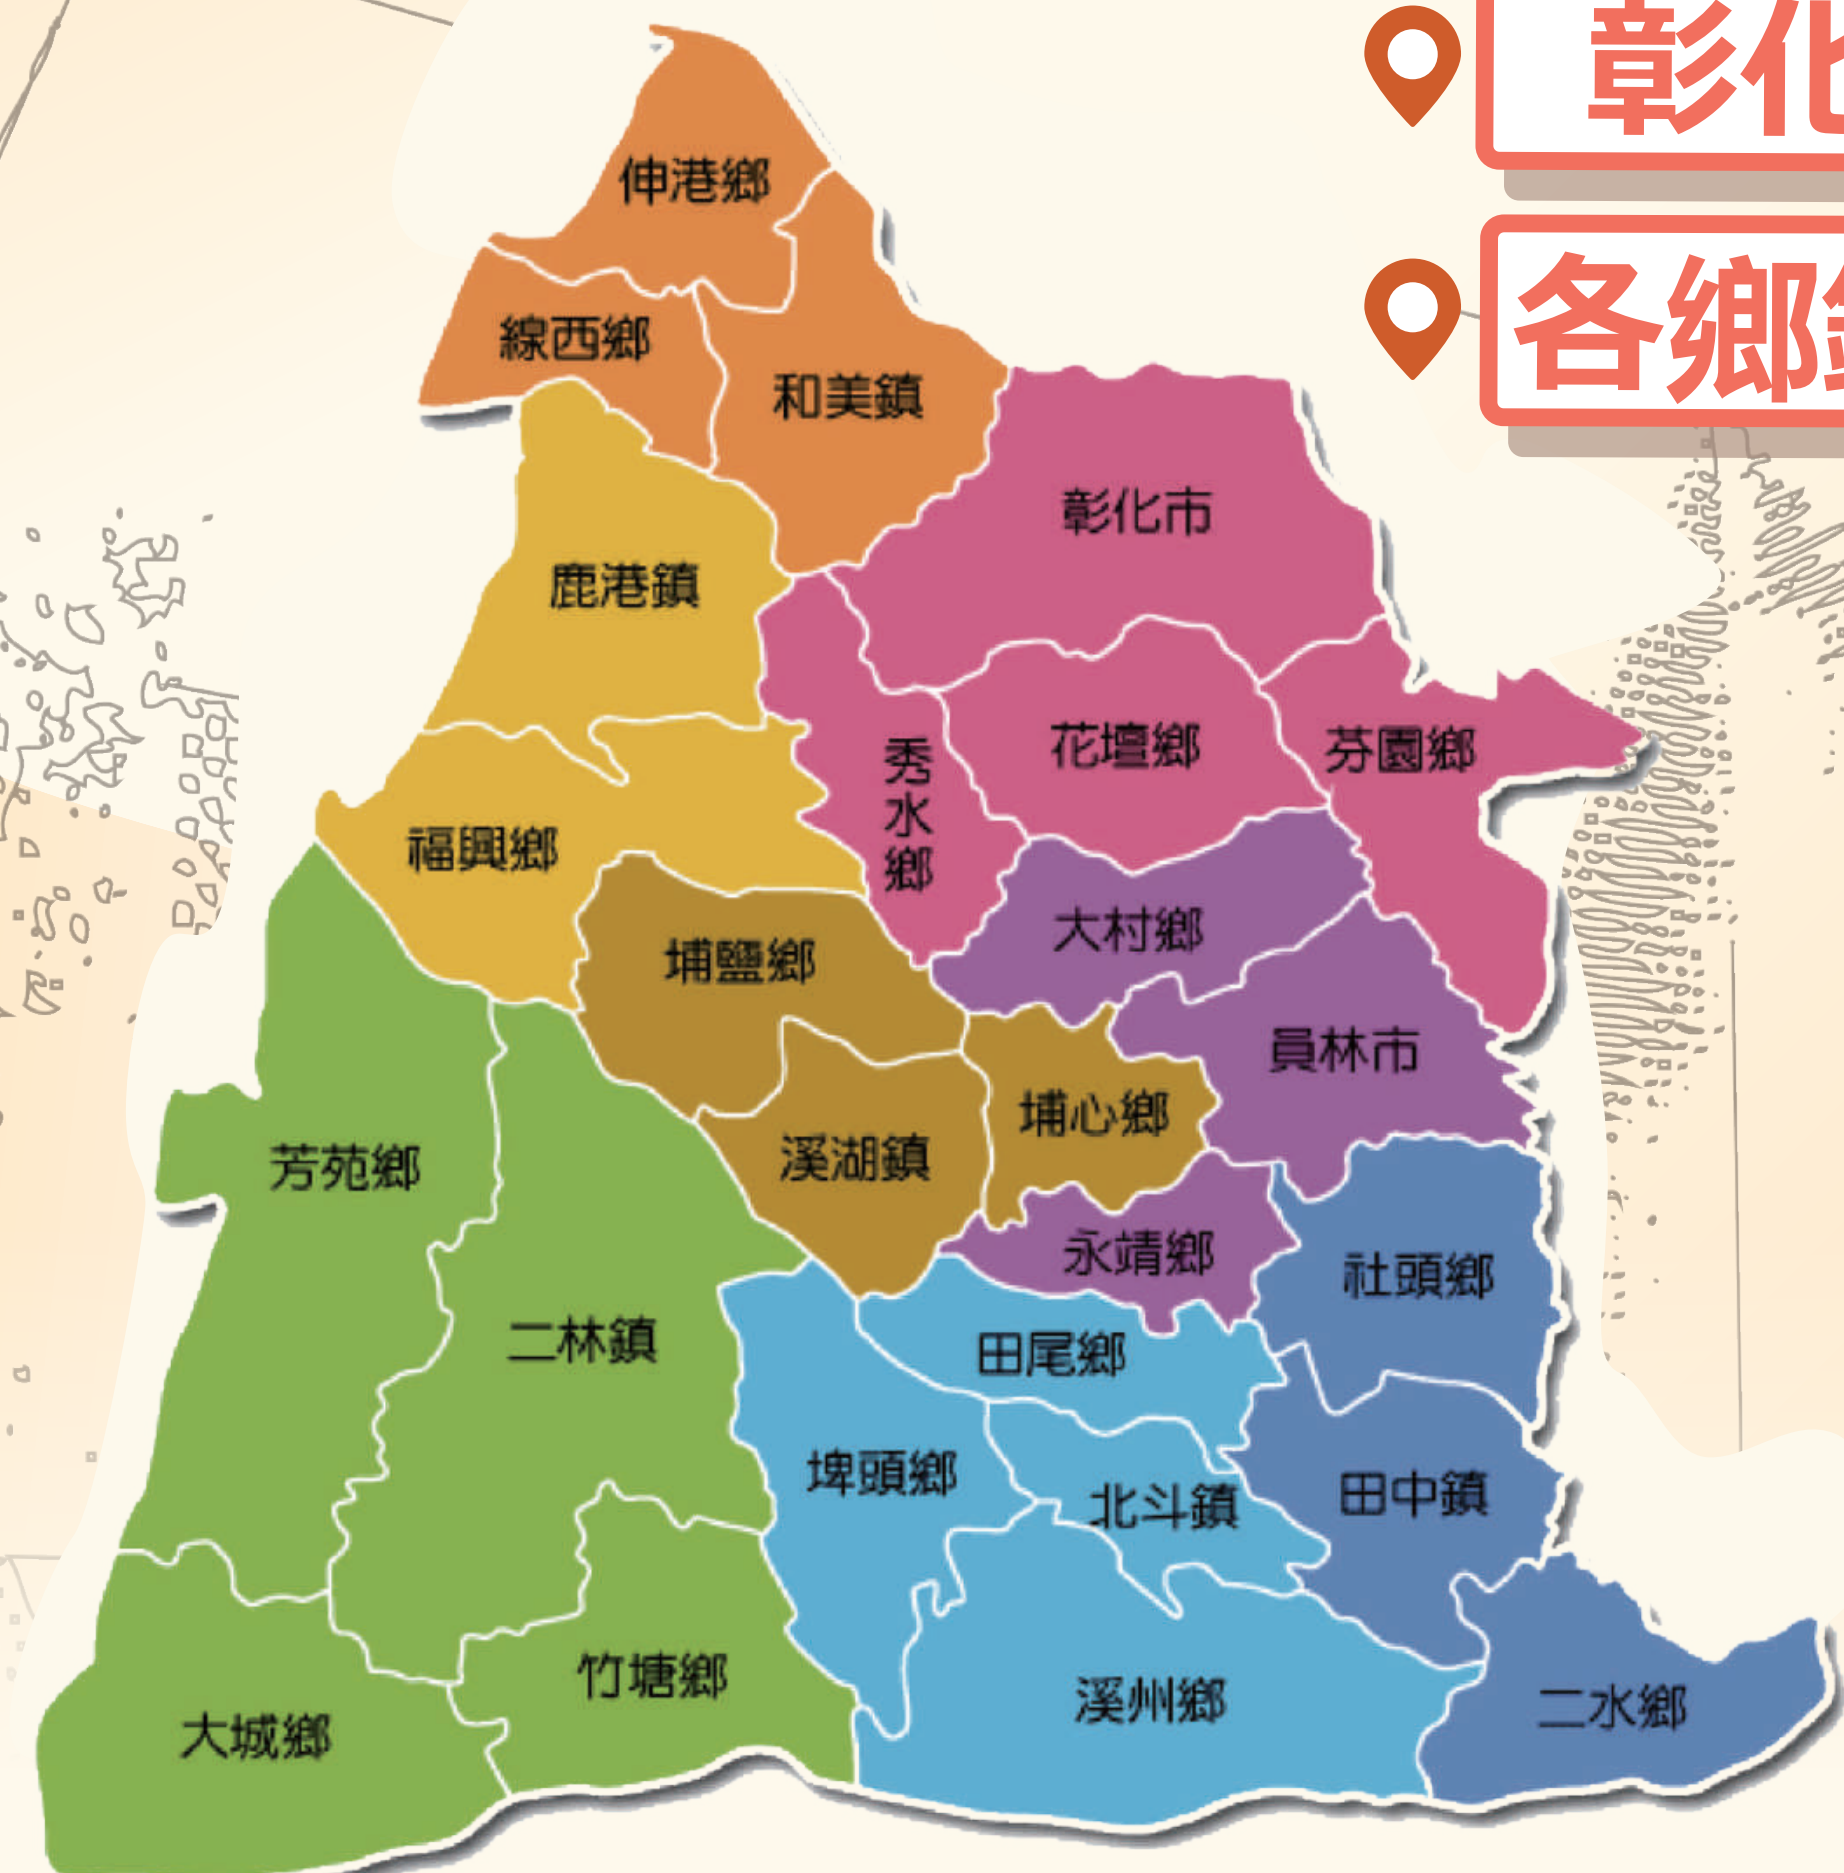 彰化
各鄉鎮
伸港鄉
線西鄉
和美鎮
彰化市
鹿港鎮
秀水鄉
花壇鄉
芬園鄉
福興鄉
大村鄉
埔鹽鄉
員林市
埔心鄉
溪湖鎮
芳苑鄉
永靖鄉
社頭鄉
二林鎮
田尾鄉
埤頭鄉
北斗鎮
田中鎮
竹塘鄉
溪州鄉
二水鄉
大城鄉